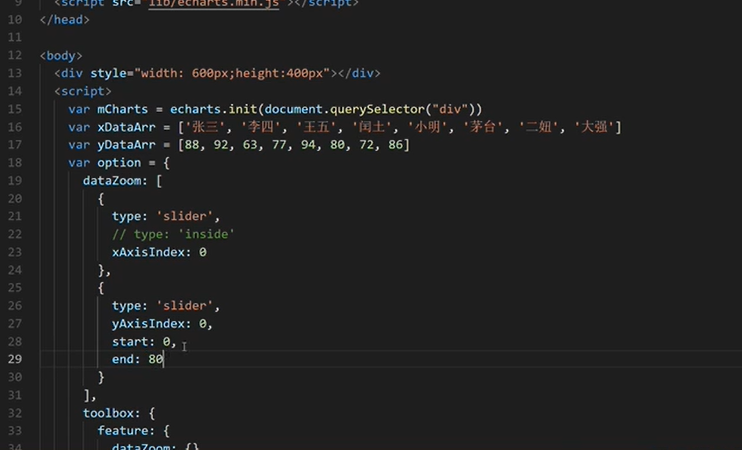 9 <script src="lib/echarts.min.js"></script>
10 </head>
11
12 <body>
13 <div style="width: 600px;height:400px"></div>
14 <script>
15 var mCharts = echarts.init(document.querySelector("div"))
16 var xDataArr = ['张三', '李四', '王五', '闰土', '小明', '茅台', '二妞', '大强']
17 var yDataArr = [88, 92, 63, 77, 94, 80, 72, 86]
18 var option = {
19 dataZoom: [
20 {
21 type: 'slider',
22 // type: 'inside'
23 xAxisIndex: 0
24 },
25 {
26 type: 'slider',
27 yAxisIndex: 0,
28 start: 0,
29 end: 80
30 }
31 ],
32 toolbox: {
33 feature: {
34 dataZoom: {}